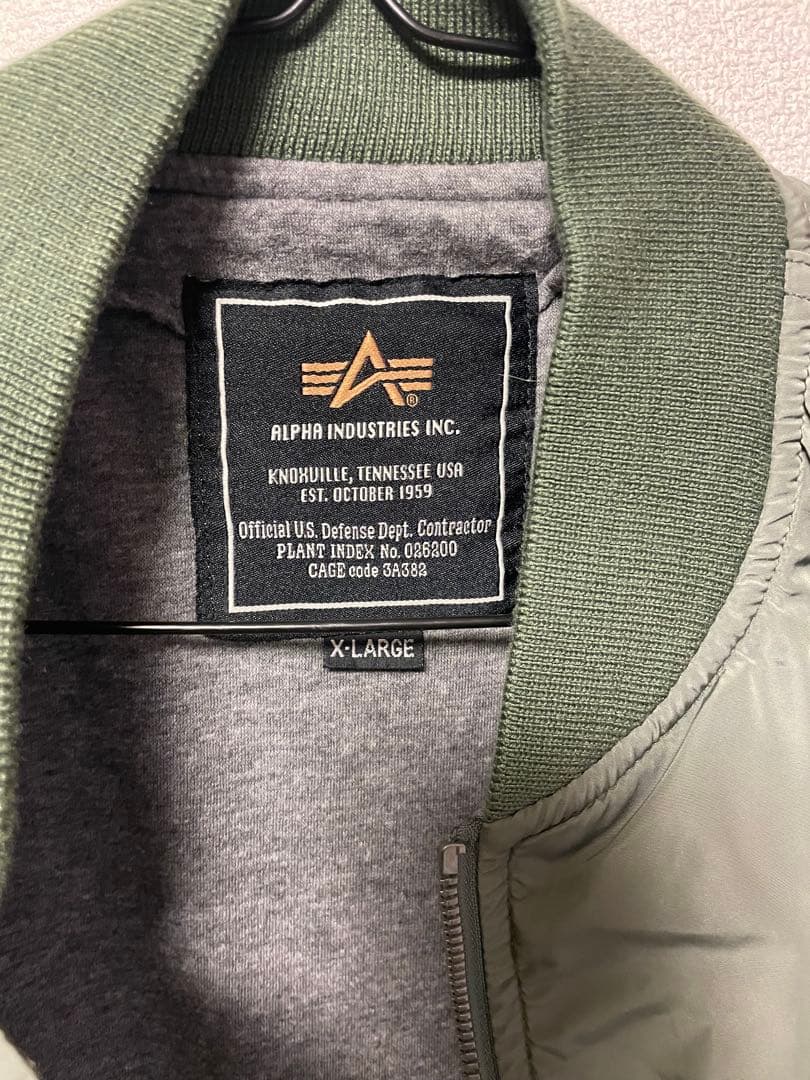 ®
ALPHA INDUSTRIES INC.
KNOXVILLE, TENNESSEE USA
EST. OCTOBER 1959
Official U.S. Defense Dept. Contractor
PLANT INDEX No. 026200
CAGE code 3A382
X-LARGE